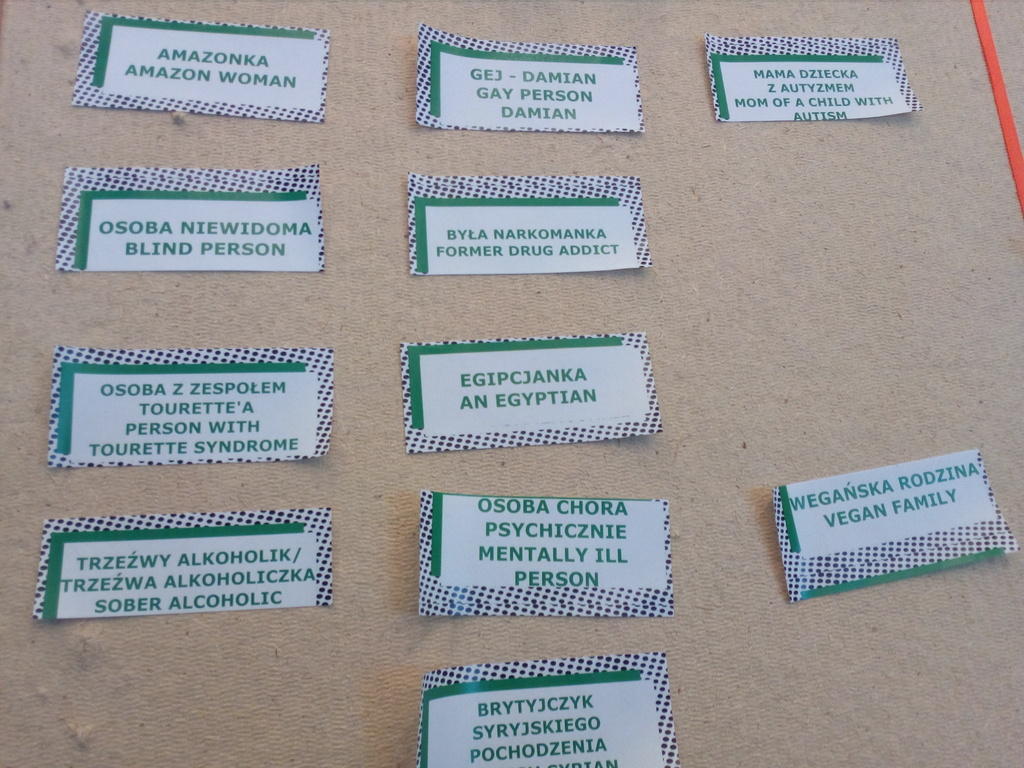 AMAZONKA
AMAZON WOMAN
OSOBA NIEWIDOMA
BLIND PERSON
OSOBA Z ZESPOŁEM
TOURETTE'A
PERSON WITH
TOURETTE SYNDROME
TRZEŹWY ALKOHOLIK/
TRZEŹWA ALKOHOLICZKA
SOBER ALCOHOLIC
GEJ - DAMIAN
GAY PERSON
DAMIAN
BYŁA NARKOMANKA
FORMER DRUG ADDICT
EGIPCJANKA
AN EGYPTIAN
OSOBA CHORA
PSYCHICZNIE
MENTALLY ILL
PERSON
BRYTYJCZYK
SYRYJSKIEGO
POCHODZENIA
SYRIAN
MAMA DZIECKA
Z AUTYZMEM
MOM OF A CHILD WITH
AUTISM
WEGAŃSKA RODZINA
VEGAN FAMILY